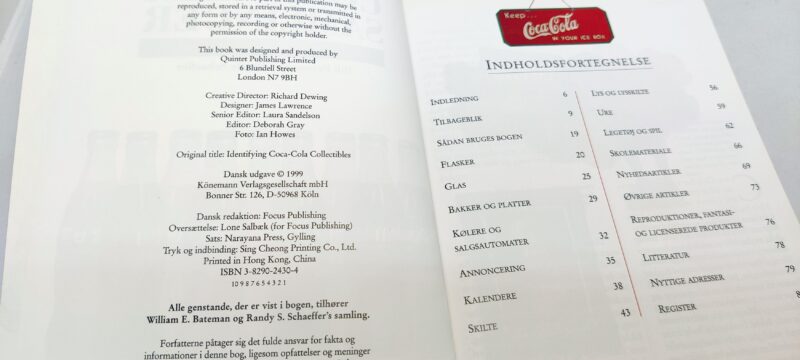 reproduced, stored in a retrieval system or transmitted in
any form or by any means, electronic, mechanical,
photocopying, recording or otherwise without the
permission of the copyright holder.
This book was designed and produced by
Quintet Publishing Limited
6 Blundell Street
London N7 9BH
Creative Director: Richard Dewing
Designer: James Lawrence
Senior Editor: Laura Sandelson
Editor: Deborah Gray
Foto: Ian Howes
Original title: Identifying Coca-Cola Collectibles
Dansk udgave © 1999
Könemann Verlagsgesellschaft mbH
Bonner Str. 126, D-50968 Köln
Dansk redaktion: Focus Publishing
Oversættelse: Lone Salbæk (for Focus Publishing)
Sats: Narayana Press, Gylling
Tryk og indbinding: Sing Cheong Printing Co., Ltd.
Printed in Hong Kong, China
ISBN 3-8290-2430-4
10 9 8 7 6 5 4 3 2 1
Alle genstande, der er vist i bogen, tilhører
William E. Bateman og Randy S. Schaeffer's samling.
Forfatterne påtager sig det fulde ansvar for fakta og
informationer i denne bog, ligesom opfattelser og meninger
Keep...
Coca-Cola
IN YOUR ICE BOX
INDHOLDSFORTEGNELSE
INDLEDNING 6
TILBAGEBLIK 9
SÅDAN BRUGES BOGEN 19
FLASKER 20
GLAS 25
BAKKER OG PLATTER 29
KØLERE OG
SALGSAUTOMATER 32
ANNONCERING 35
KALENDERE 38
SKILTE 43
LYS OG LYSSKILTE 56
URE 59
LEGETØJ OG SPIL 62
SKOLEMATERIALE 66
NYHEDSARTIKLER 69
ØVRIGE ARTIKLER 73
REPRODUKTIONER, FANTASI-
OG LICENSEREDE PRODUKTER 76
LITTERATUR 78
NYTTIGE ADRESSER 79
REGISTER